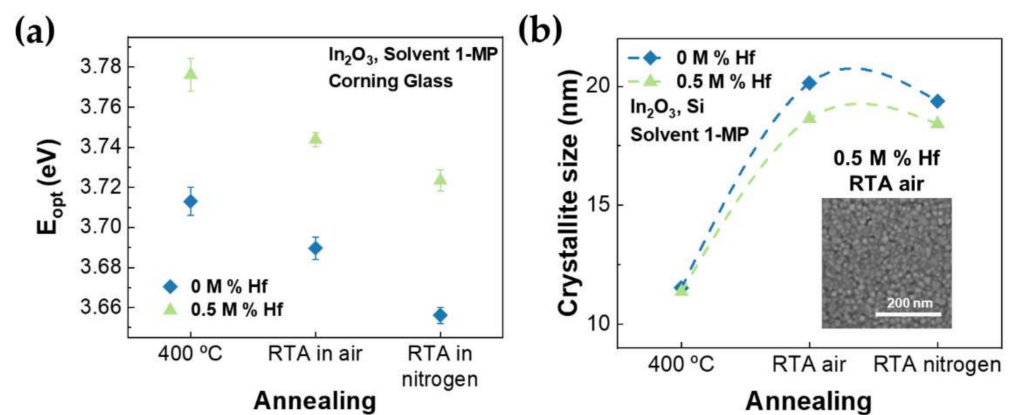 (a)
In₂O₃, Solvent 1-MP
Corning Glass
3.78
3.76
3.74
3.72
3.70
3.68
3.66
E_opt (eV)
0 M % Hf
0.5 M % Hf
400 ºC
RTA in air
RTA in
nitrogen
Annealing
(b)
0 M % Hf
0.5 M % Hf
In₂O₃, Si
Solvent 1-MP
20
15
10
Crystallite size (nm)
0.5 M % Hf
RTA air
200 nm
400 ºC
RTA air
RTA nitrogen
Annealing